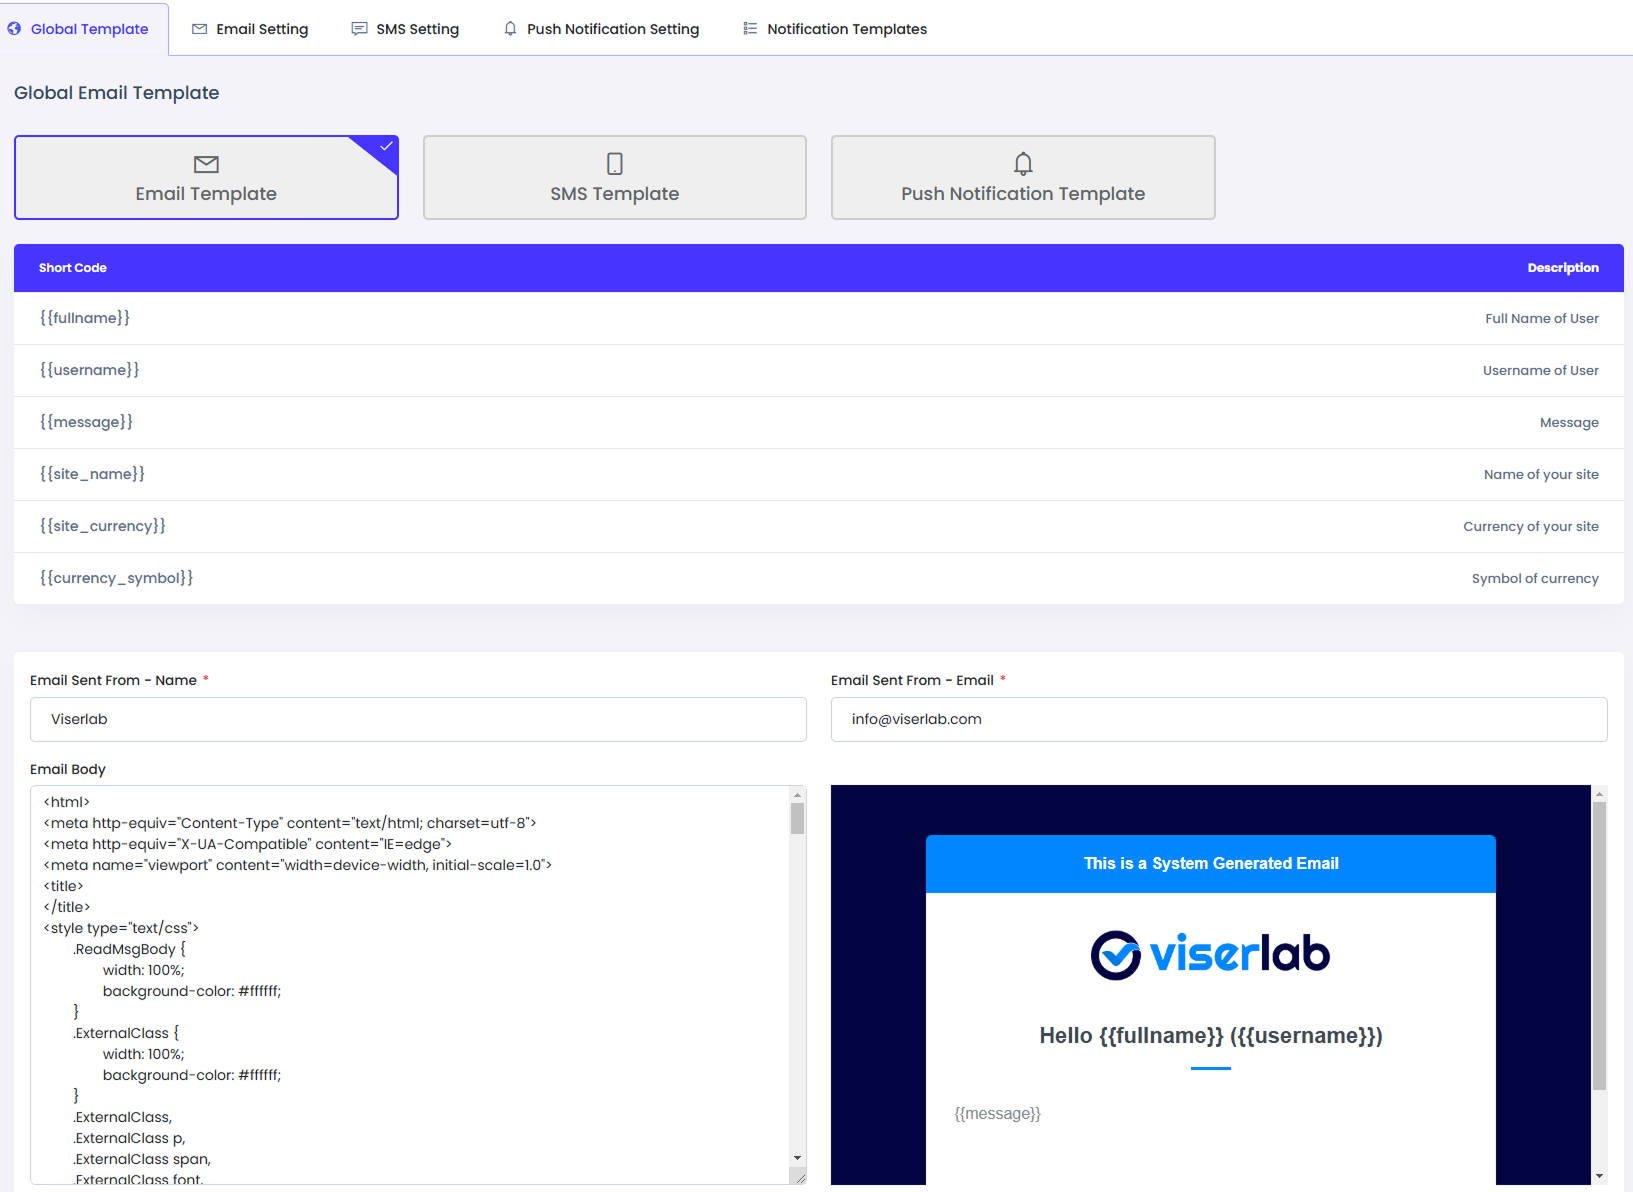 Global Template
Email Setting
SMS Setting
Push Notification Setting
Notification Templates
Global Email Template
Email Template
SMS Template
Push Notification Template
Short Code Description
{{fullname}} Full Name of User
{{username}} Username of User
{{message}} Message
{{site_name}} Name of your site
{{site_currency}} Currency of your site
{{currency_symbol}} Symbol of currency
Email Sent From - Name *
Viserlab
Email Sent From - Email *
info@viserlab.com
Email Body
<html>
<meta http-equiv="Content-Type" content="text/html; charset=utf-8">
<meta http-equiv="X-UA-Compatible" content="IE=edge">
<meta name="viewport" content="width=device-width, initial-scale=1.0">
<title>
</title>
<style type="text/css">
.ReadMsgBody {
width: 100%;
background-color: #ffffff;
}
.ExternalClass {
width: 100%;
background-color: #ffffff;
}
.ExternalClass,
.ExternalClass p,
.ExternalClass span,
.ExternalClass font,
This is a System Generated Email
viserlab
Hello {{fullname}} ({{username}})
{{message}}